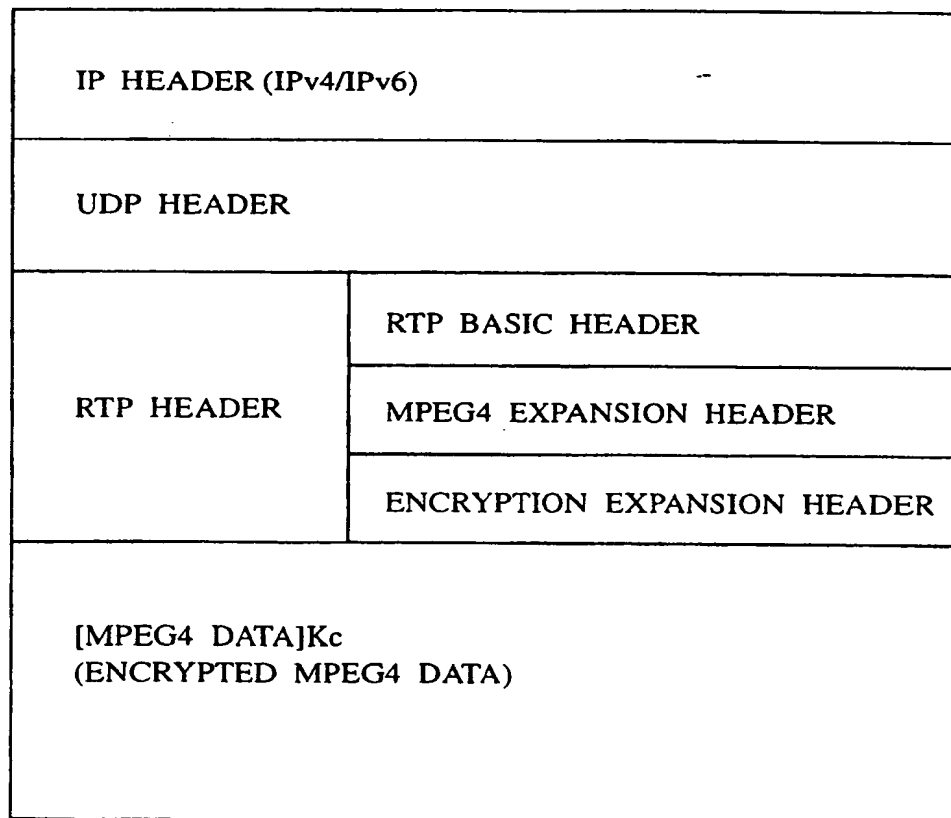 IP HEADER (IPv4/IPv6)
UDP HEADER
RTP HEADER
RTP BASIC HEADER
MPEG4 EXPANSION HEADER
ENCRYPTION EXPANSION HEADER
[MPEG4 DATA]Kc
(ENCRYPTED MPEG4 DATA)